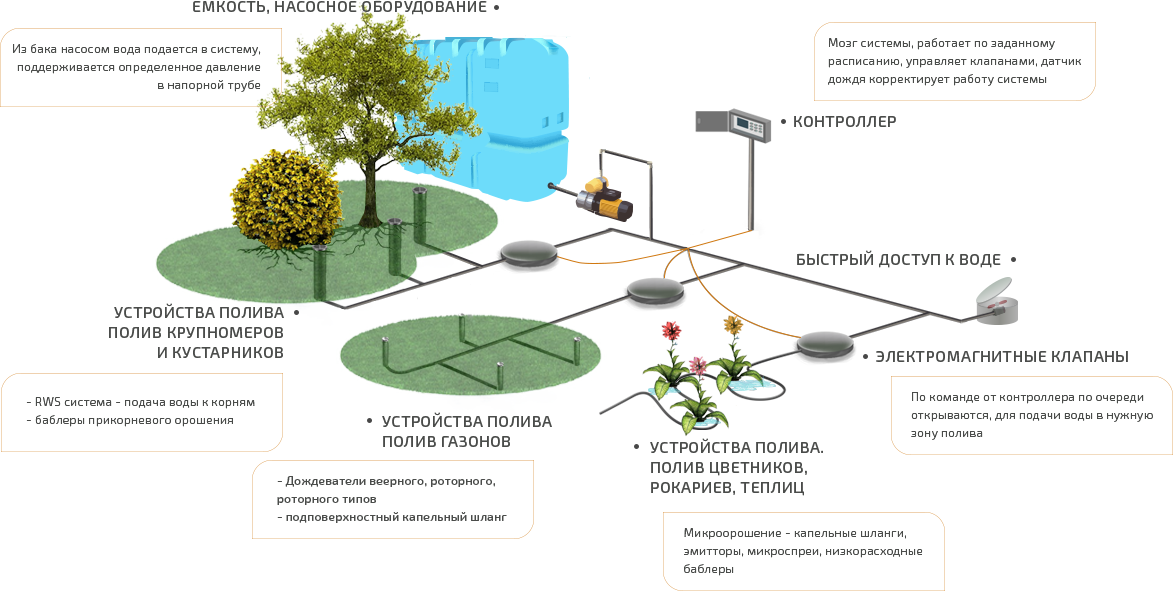 ЕМКОСТЬ, НАСОСНОЕ ОБОРУДОВАНИЕ
Из бака насосом вода подается в систему,
поддерживается определенное давление
в напорной трубе
Мозг системы, работает по заданному
расписанию, управляет клапанами, датчик
дождя корректирует работу системы
КОНТРОЛЛЕР
БЫСТРЫЙ ДОСТУП К ВОДЕ
УСТРОЙСТВА ПОЛИВА
ПОЛИВ КРУПНОМЕРОВ
И КУСТАРНИКОВ
- RWS система - подача воды к корням
- баблеры прикорневого орошения
ЭЛЕКТРОМАГНИТНЫЕ КЛАПАНЫ
По команде от контроллера по очереди
открываются, для подачи воды в нужную
зону полива
УСТРОЙСТВА ПОЛИВА
ПОЛИВ ГАЗОНОВ
- Дождеватели веерного, роторного,
роторного типов
- подповерхностный капельный шланг
УСТРОЙСТВА ПОЛИВА.
ПОЛИВ ЦВЕТНИКОВ,
РОКАРИЕВ, ТЕПЛИЦ
Микроорошение - капельные шланги,
эмитторы, микроспреи, низкорасходные
баблеры